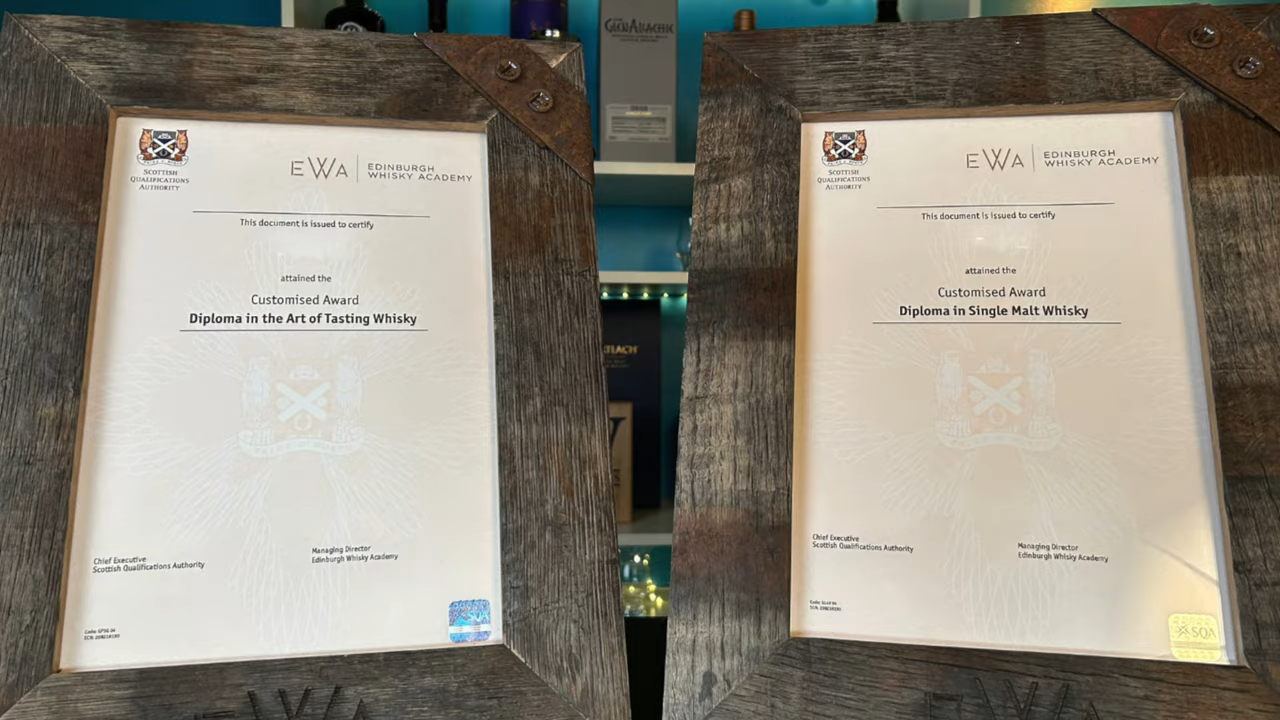 SCOTTISH
QUALIFICATIONS
AUTHORITY
EWA
EDINBURGH
WHISKY ACADEMY
This document is issued to certify
attained the
Customised Award
Diploma in the Art of Tasting Whisky
Chief Executive
Scottish Qualifications Authority
Managing Director
Edinburgh Whisky Academy
SQA
EWA
GLENALLACHIE
SCOTTISH
QUALIFICATIONS
AUTHORITY
EWA
EDINBURGH
WHISKY ACADEMY
This document is issued to certify
attained the
Customised Award
Diploma in Single Malt Whisky
Chief Executive
Scottish Qualifications Authority
Managing Director
Edinburgh Whisky Academy
SQA
EWA